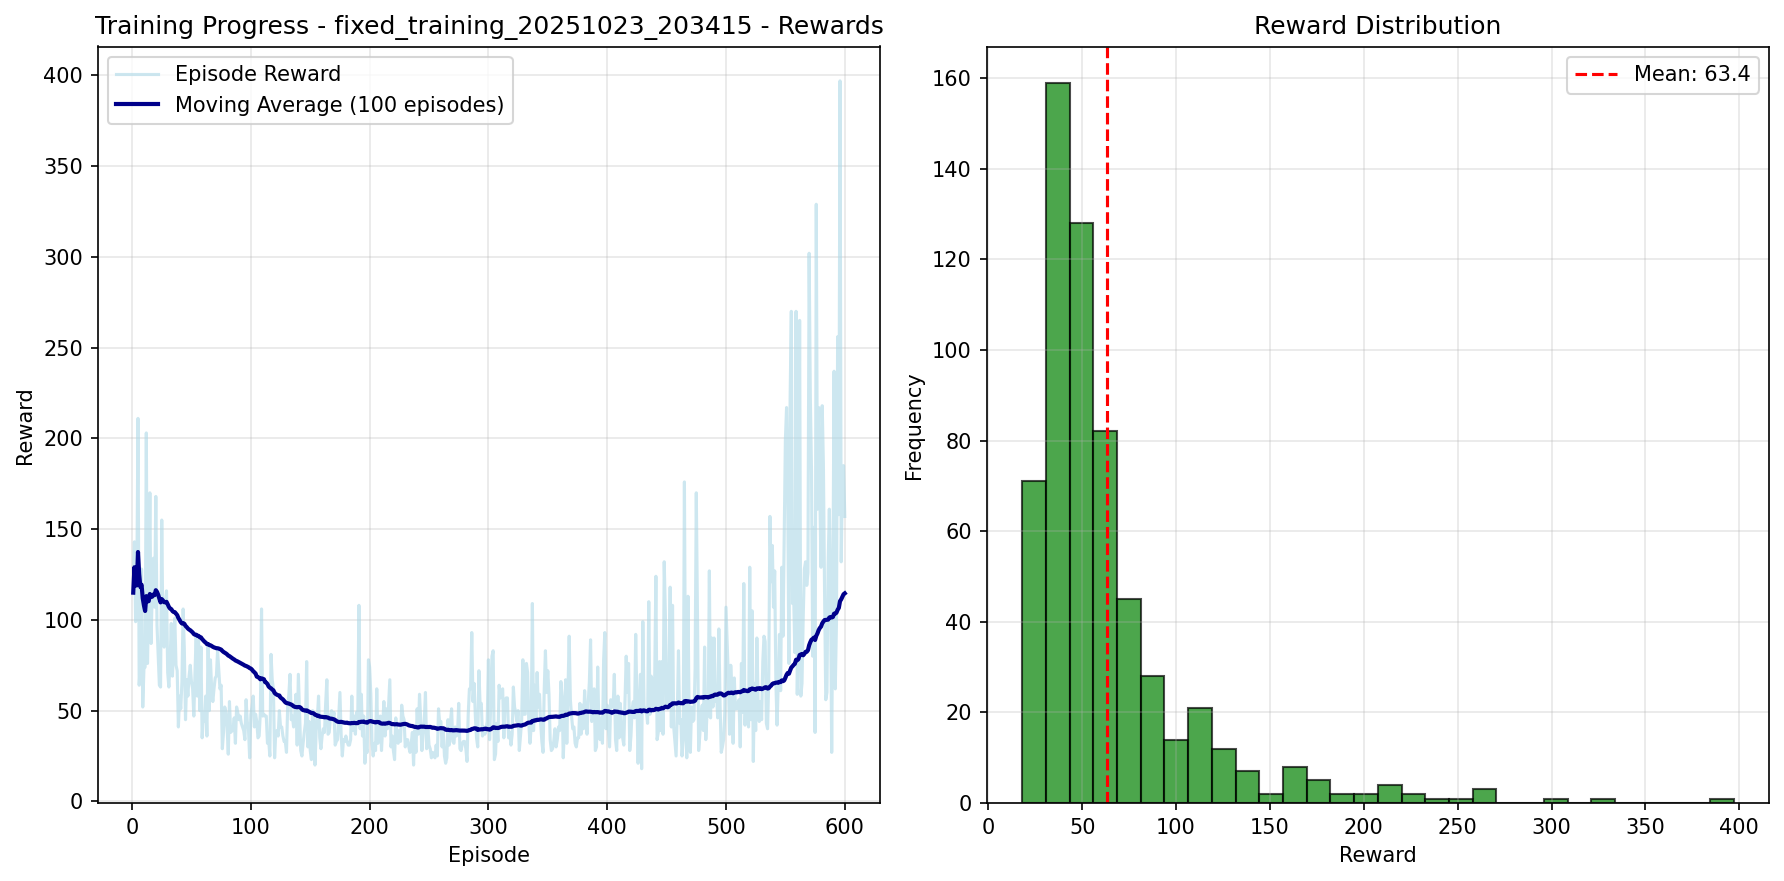 Training Progress - fixed_training_20251023_203415 - Rewards
Episode Reward
Moving Average (100 episodes)
400
350
300
250
200
150
100
50
0
Reward
0 100 200 300 400 500 600
Episode
Reward Distribution
Mean: 63.4
160
140
120
100
80
60
40
20
0
Frequency
0 50 100 150 200 250 300 350 400
Reward